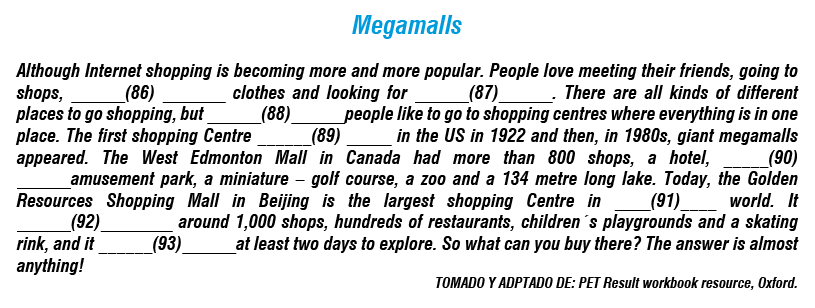 Megamalls
Although Internet shopping is becoming more and more popular. People love meeting their friends, going to
shops, ______(86) _______ clothes and looking for ______(87)______. There are all kinds of different
places to go shopping, but ______(88)______people like to go to shopping centres where everything is in one
place. The first shopping Centre ______(89) _____ in the US in 1922 and then, in 1980s, giant megamalls
appeared. The West Edmonton Mall in Canada had more than 800 shops, a hotel, _____(90)
______amusement park, a miniature – golf course, a zoo and a 134 metre long lake. Today, the Golden
Resources Shopping Mall in Beijing is the largest shopping Centre in ____(91)____ world. It
______(92)________ around 1,000 shops, hundreds of restaurants, children´s playgrounds and a skating
rink, and it ______(93)______at least two days to explore. So what can you buy there? The answer is almost
anything!
TOMADO Y ADPTADO DE: PET Result workbook resource, Oxford.